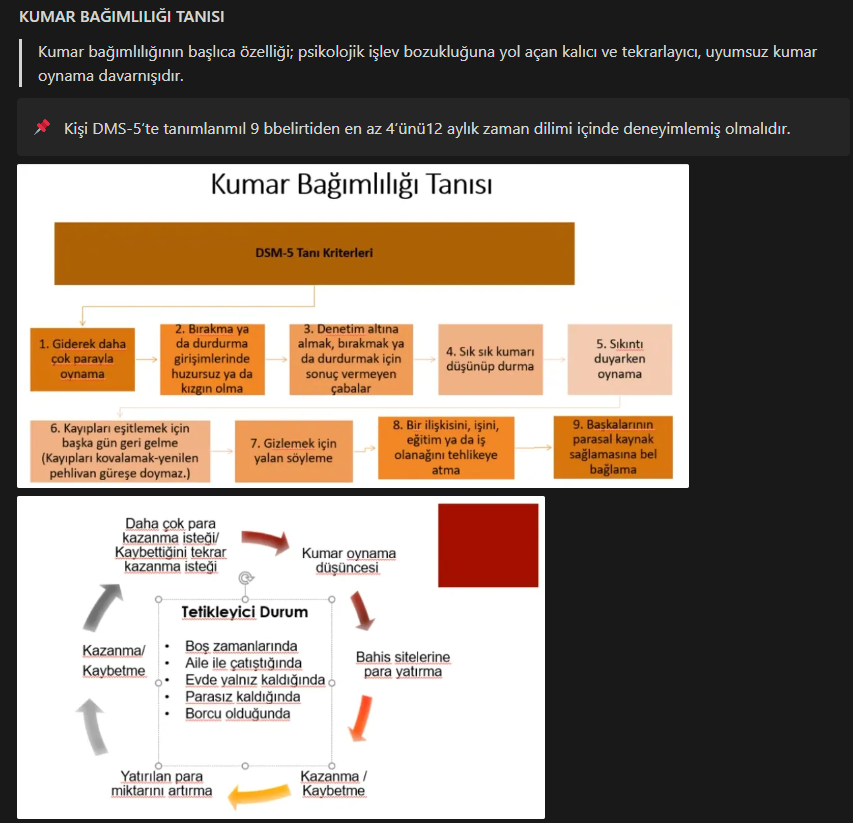 KUMAR BAĞIMLILIĞI TANISI
Kumar bağımlılığının başlıca özelliği; psikolojik işlev bozukluğuna yol açan kalıcı ve tekrarlayıcı, uyumsuz kumar
oynama davarnışıdır.
Kişi DMS-5’te tanımlanmıl 9 bbelirtiden en az 4’ünü12 aylık zaman dilimi içinde deneyimlemiş olmalıdır.
Kumar Bağımlılığı Tanısı
DSM-5 Tanı Kriterleri
1. Giderek daha
çok parayla
oynama
2. Bırakma ya
da durdurma
girişimlerinde
huzursuz ya da
kızgın olma
3. Denetim altına
almak, bırakmak ya
da durdurmak için
sonuç vermeyen
çabalar
4. Sık sık kumarı
düşünüp durma
5. Sıkıntı
duyarken
oynama
6. Kayıpları eşitlemek için
başka gün geri gelme
(Kayıpları kovalamak-yenilen
pehlivan güreşe doymaz.)
7. Gizlemek için
yalan söyleme
8. Bir ilişkisini, işini,
eğitim ya da iş
olanağını tehlikeye
atma
9. Başkalarının
parasal kaynak
sağlamasına bel
bağlama
Daha çok para
kazanma isteği/
Kaybettiğini tekrar
kazanma isteği
Kumar oynama
düşüncesi
Bahis sitelerine
para yatırma
Kazanma /
Kaybetme
Yatırılan para
miktarını artırma
Kazanma/
Kaybetme
Tetikleyici Durum
• Boş zamanlarında
• Aile ile çatıştığında
• Evde yalnız kaldığında
• Parasız kaldığında
• Borcu olduğunda